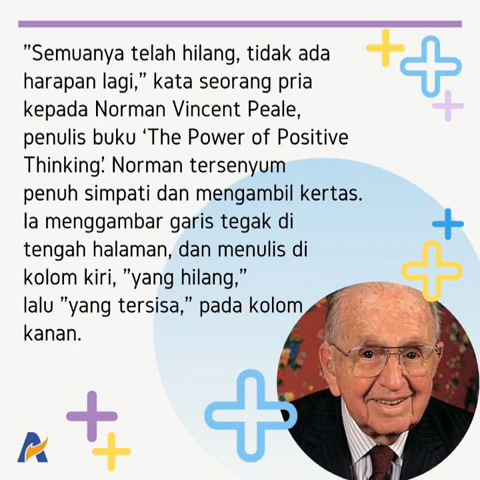 ”Semuanya telah hilang, tidak ada
harapan lagi,” kata seorang pria
kepada Norman Vincent Peale,
penulis buku ‘The Power of Positive
Thinking’. Norman tersenyum
penuh simpati dan mengambil kertas.
Ia menggambar garis tegak di
tengah halaman, dan menulis di
kolom kiri, ”yang hilang,”
lalu ”yang tersisa,” pada kolom
kanan.